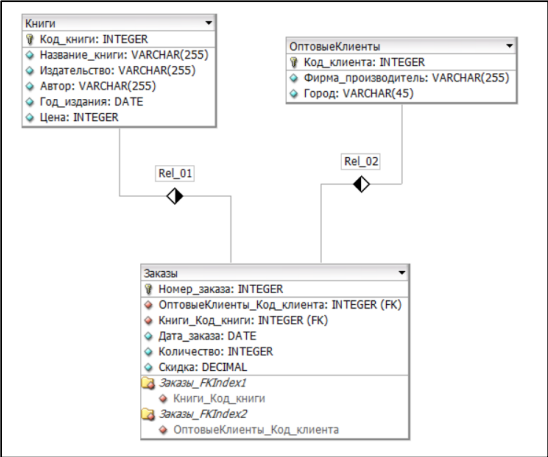 Книги
Код_книги: INTEGER
Название_книги: VARCHAR(255)
Издательство: VARCHAR(255)
Автор: VARCHAR(255)
Год_издания: DATE
Цена: INTEGER
ОптовыеКлиенты
Код_клиента: INTEGER
Фирма_производитель: VARCHAR(255)
Город: VARCHAR(45)
Rel_01
Rel_02
Заказы
Номер_заказа: INTEGER
ОптовыеКлиенты_Код_клиента: INTEGER (FK)
Книги_Код_книги: INTEGER (FK)
Дата_заказа: DATE
Количество: INTEGER
Скидка: DECIMAL
Заказы_FKIndex1
Книги_Код_книги
Заказы_FKIndex2
ОптовыеКлиенты_Код_клиента